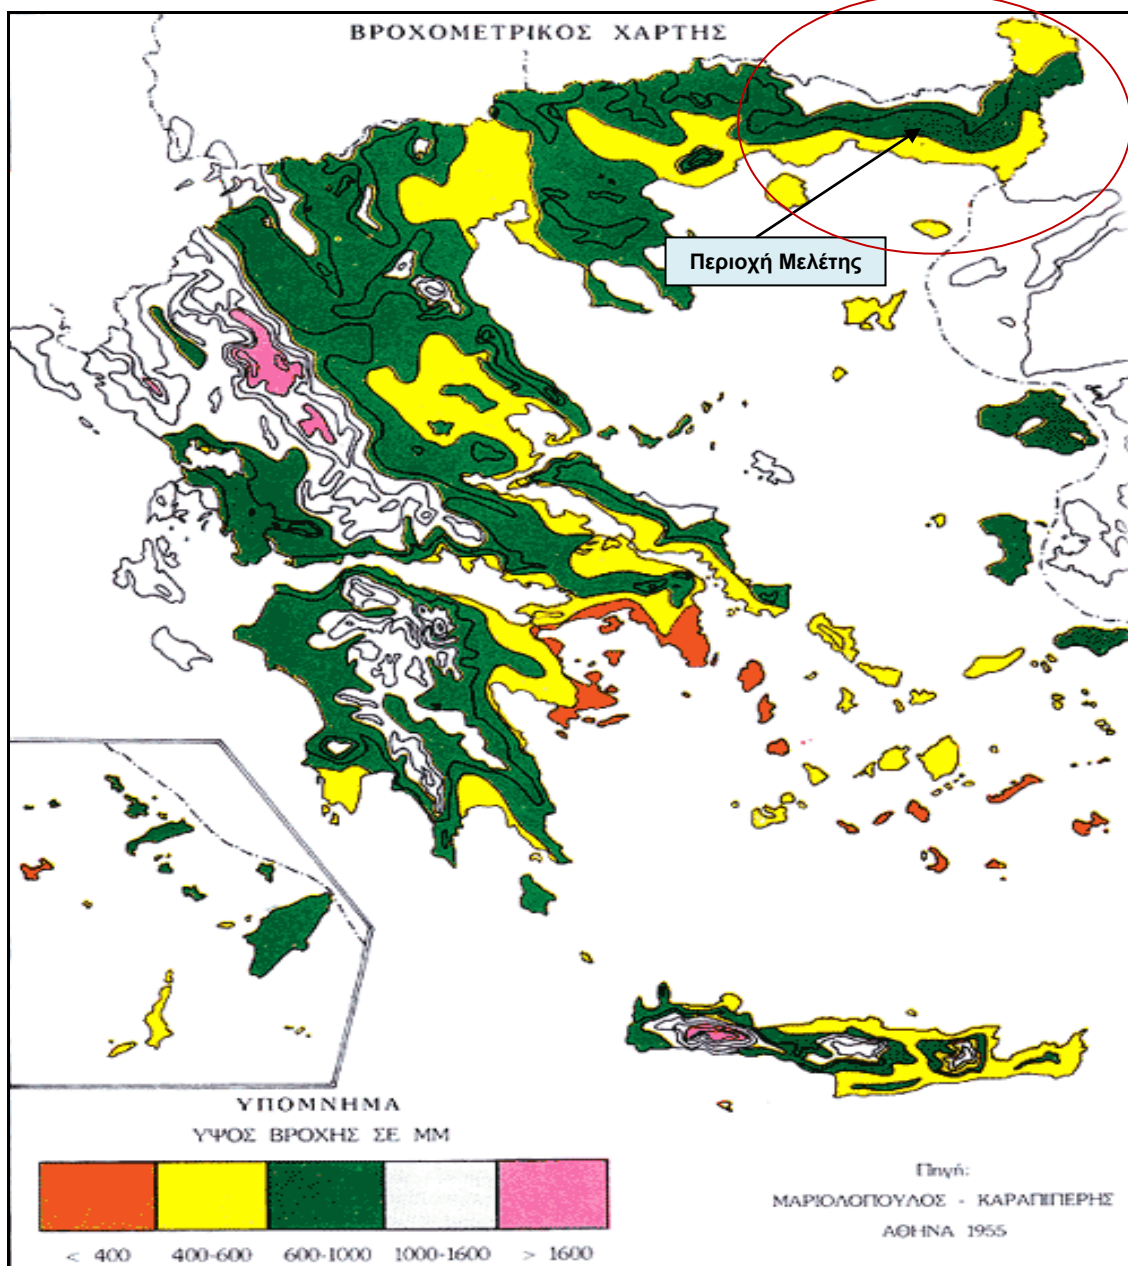 ΒΡΟΧΟΜΕΤΡΙΚΟΣ ΧΑΡΤΗΣ
Περιοχή Μελέτης
ΥΠΟΜΝΗΜΑ
ΥΨΟΣ ΒΡΟΧΗΣ ΣΕ ΜΜ
< 400 400-600 600-1000 1000-1600 > 1600
Πηγή:
ΜΑΡΙΟΛΟΠΟΥΛΟΣ - ΚΑΡΑΠΙΠΕΡΗΣ
ΑΘΗΝΑ 1955